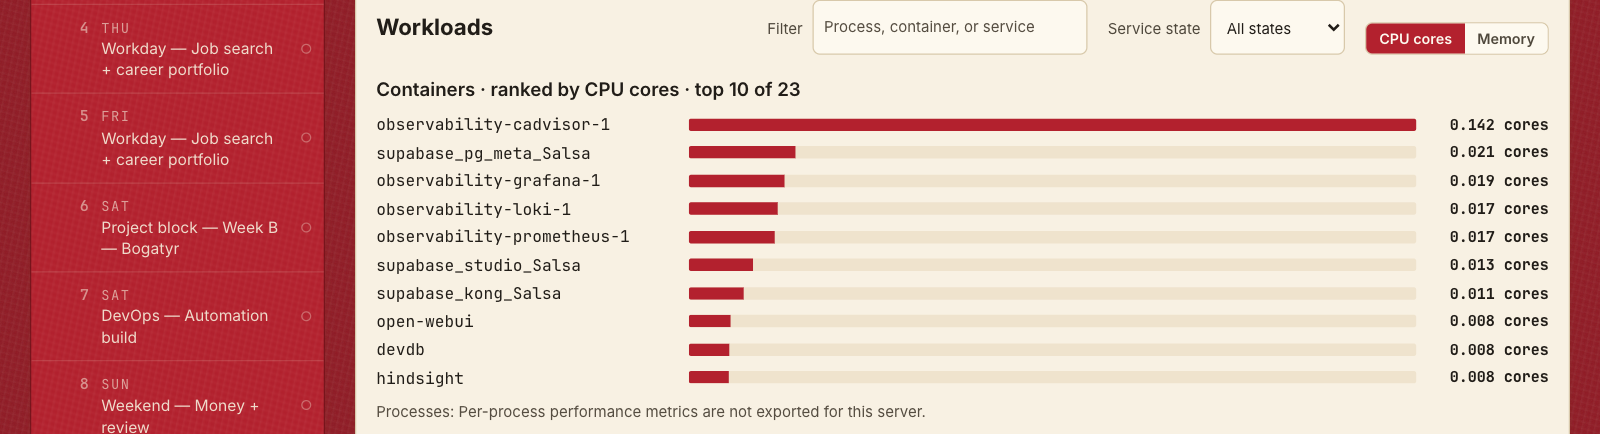 4 THU
Workday — Job search
+ career portfolio
5 FRI
Workday — Job search
+ career portfolio
6 SAT
Project block — Week B
— Bogatyr
7 SAT
DevOps — Automation
build
8 SUN
Weekend — Money +
review
Workloads
Filter
Process, container, or service
Service state
All states
CPU cores
Memory
Containers · ranked by CPU cores · top 10 of 23
observability-cadvisor-1 0.142 cores
supabase_pg_meta_Salsa 0.021 cores
observability-grafana-1 0.019 cores
observability-loki-1 0.017 cores
observability-prometheus-1 0.017 cores
supabase_studio_Salsa 0.013 cores
supabase_kong_Salsa 0.011 cores
open-webui 0.008 cores
devdb 0.008 cores
hindsight 0.008 cores
Processes: Per-process performance metrics are not exported for this server.